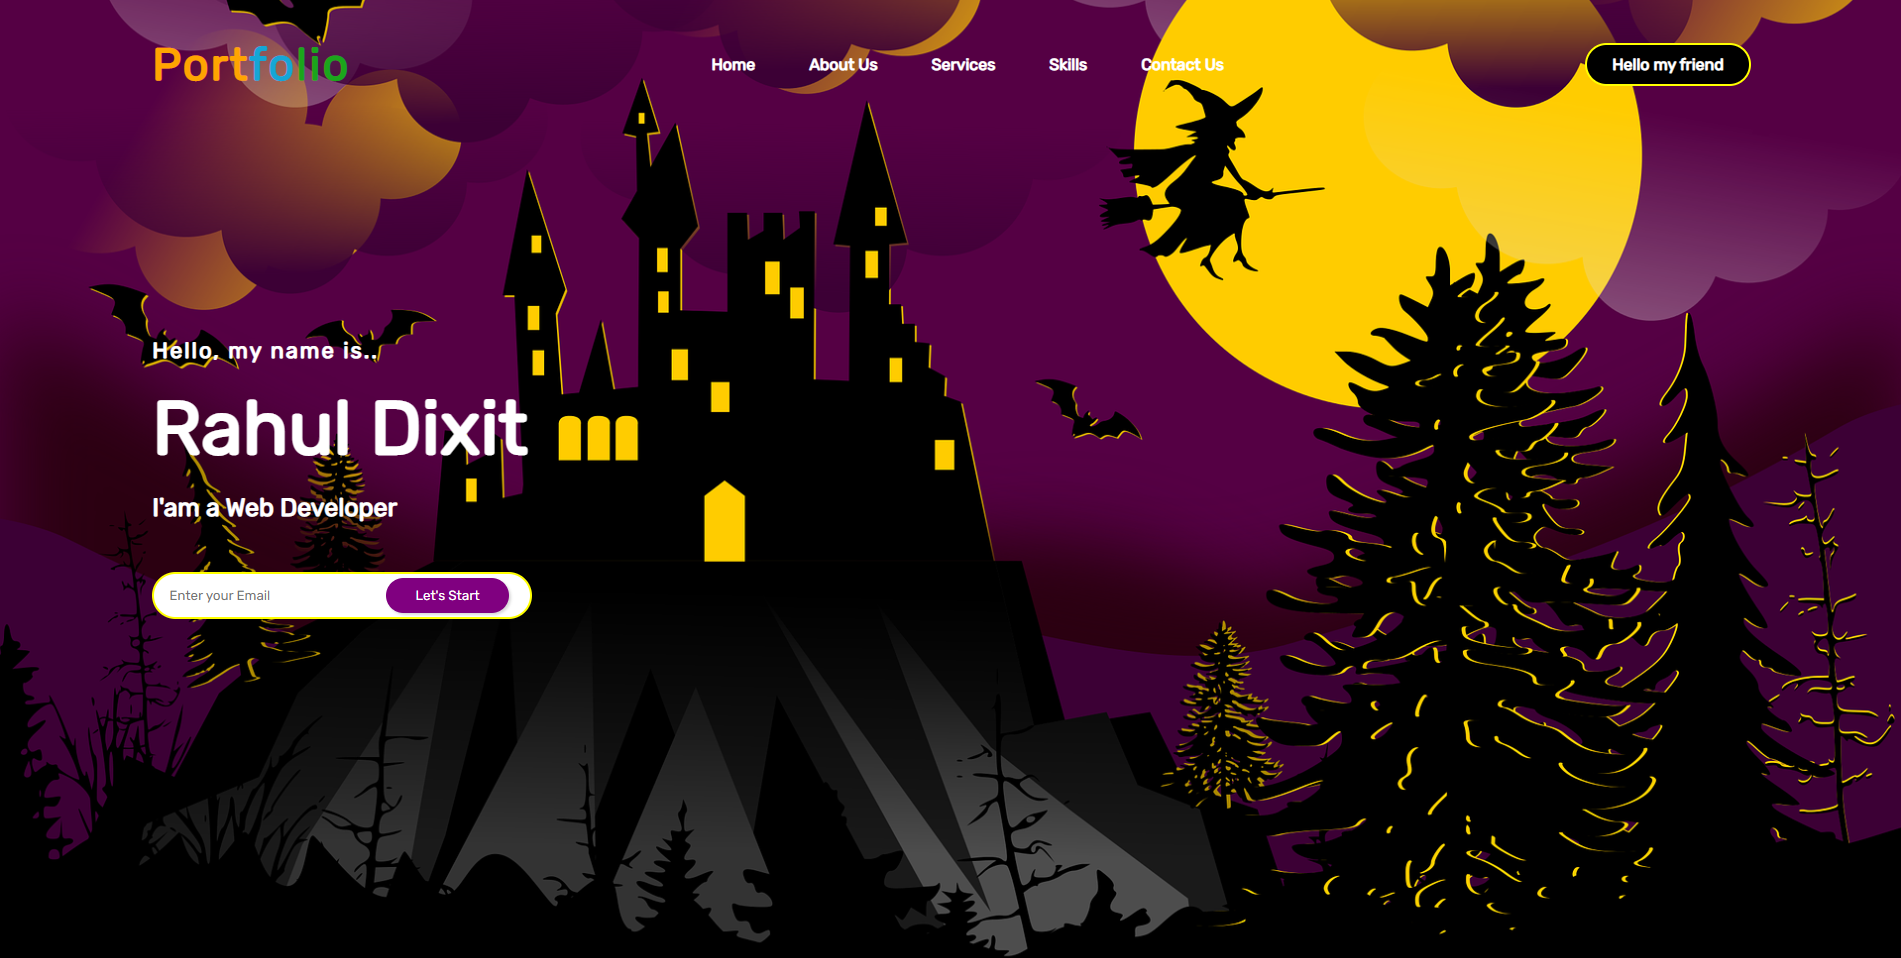 Portfolio
Home About Us Services Skills Contact Us
Hello my friend
Hello, my name is..
Rahul Dixit
I'am a Web Developer
Enter your Email
Let's Start